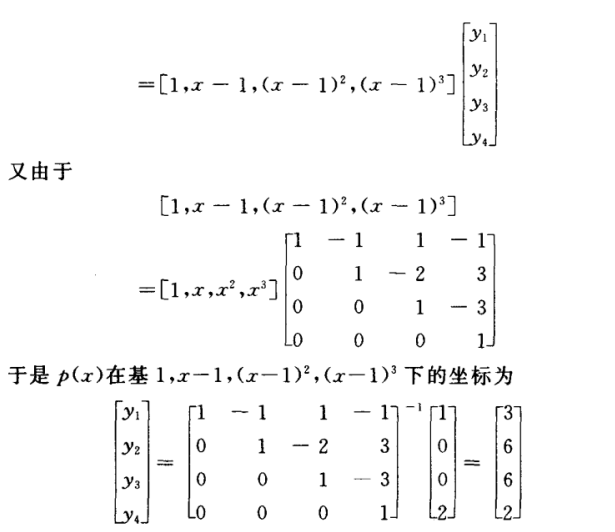 =[1,x－1,(x－1)²,(x－1)³] [y₁ y₂ y₃ y₄]
又由于
[1,x－1,(x－1)²,(x－1)³]
=[1,x,x²,x³] [1 －1 1 －1
0 1 －2 3
0 0 1 －3
0 0 0 1]
于是 p(x)在基 1,x－1,(x－1)²,(x－1)³ 下的坐标为
[y₁ y₂ y₃ y₄] = [1 －1 1 －1
0 1 －2 3
0 0 1 －3
0 0 0 1]⁻¹ [1 0 0 2] = [3 6 6 2]